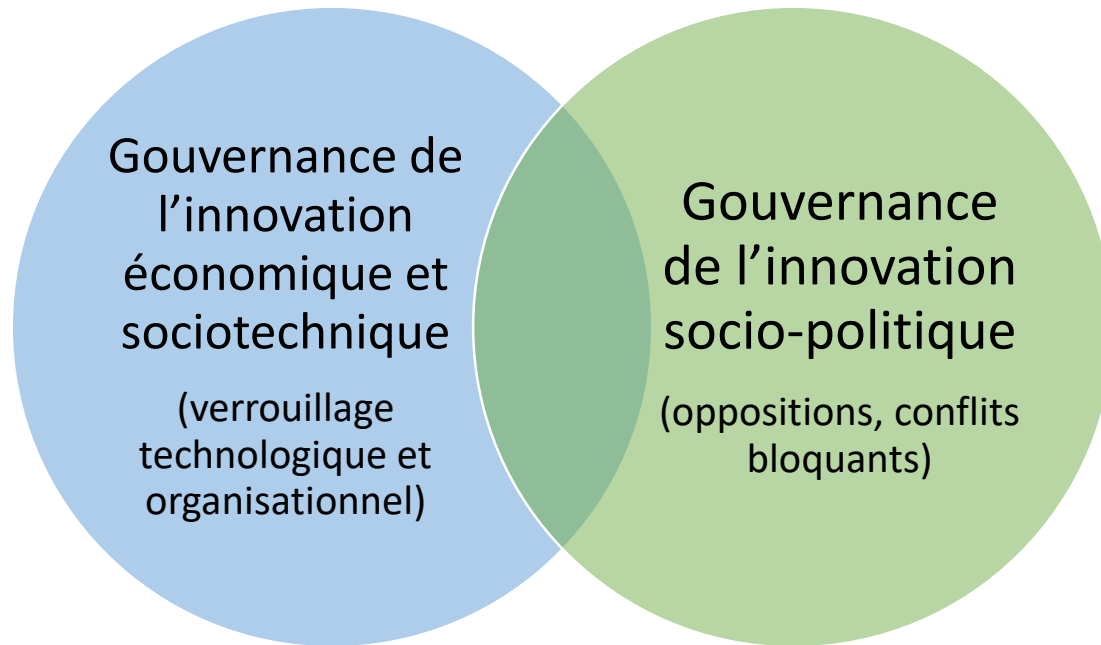 Gouvernance de
l’innovation
économique et
sociotechnique
(verrouillage
technologique et
organisationnel)
Gouvernance
de l’innovation
socio-politique
(oppositions, conflits
bloquants)